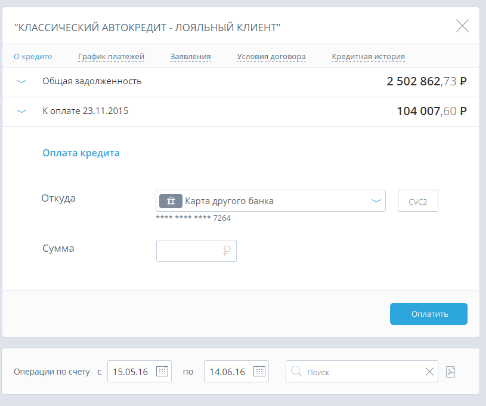 "КЛАССИЧЕСКИЙ АВТОКРЕДИТ - ЛОЯЛЬНЫЙ КЛИЕНТ"
О кредите График платежей Заявления Условия договора Кредитная история
Общая задолженность 2 502 862,73 ₽
К оплате 23.11.2015 104 007,60 ₽
Оплата кредита
Откуда Карта другого банка CVC2
**** **** **** 7264
Сумма ₽
Оплатить
Операции по счету с 15.05.16 по 14.06.16 Поиск